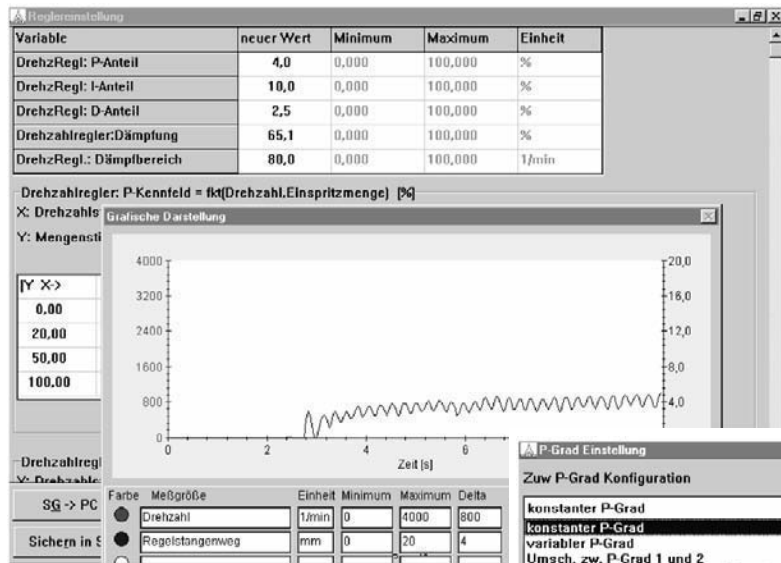 Reglereinstellung
Variable neuer Wert Minimum Maximum Einheit
DrehzRegl: P-Anteil 4,0 0,000 100,000 %
DrehzRegl: I-Anteil 10,0 0,000 100,000 %
DrehzRegl: D-Anteil 2,5 0,000 100,000 %
Drehzahlregler:Dämpfung 65,1 0,000 100,000 %
DrehzRegl.: Dämpfbereich 80,0 0,000 100,000 1/min
Drehzahlregler: P-Kennfeld = fkt(Drehzahl,Einspritzmenge) [%]
X: Drehzahls
Y: Mengensti
[Y X->
0,00
20,00
50,00
100,00
Grafische Darstellung
4000 20,0
3200 16,0
2400 12,0
1600 8,0
800 4,0
0
0 2 4 6
Zeit [s]
Drehzahlregl
SG -> PC
Sichern in S
Farbe Meßgröße Einheit Minimum Maximum Delta
Drehzahl 1/min 0 4000 800
Regelstangenweg mm 0 20 4
P-Grad Einstellung
Zuw P-Grad Konfiguration
konstanter P-Grad
konstanter P-Grad
variabler P-Grad
Umsch. zw. P-Grad 1 und 2